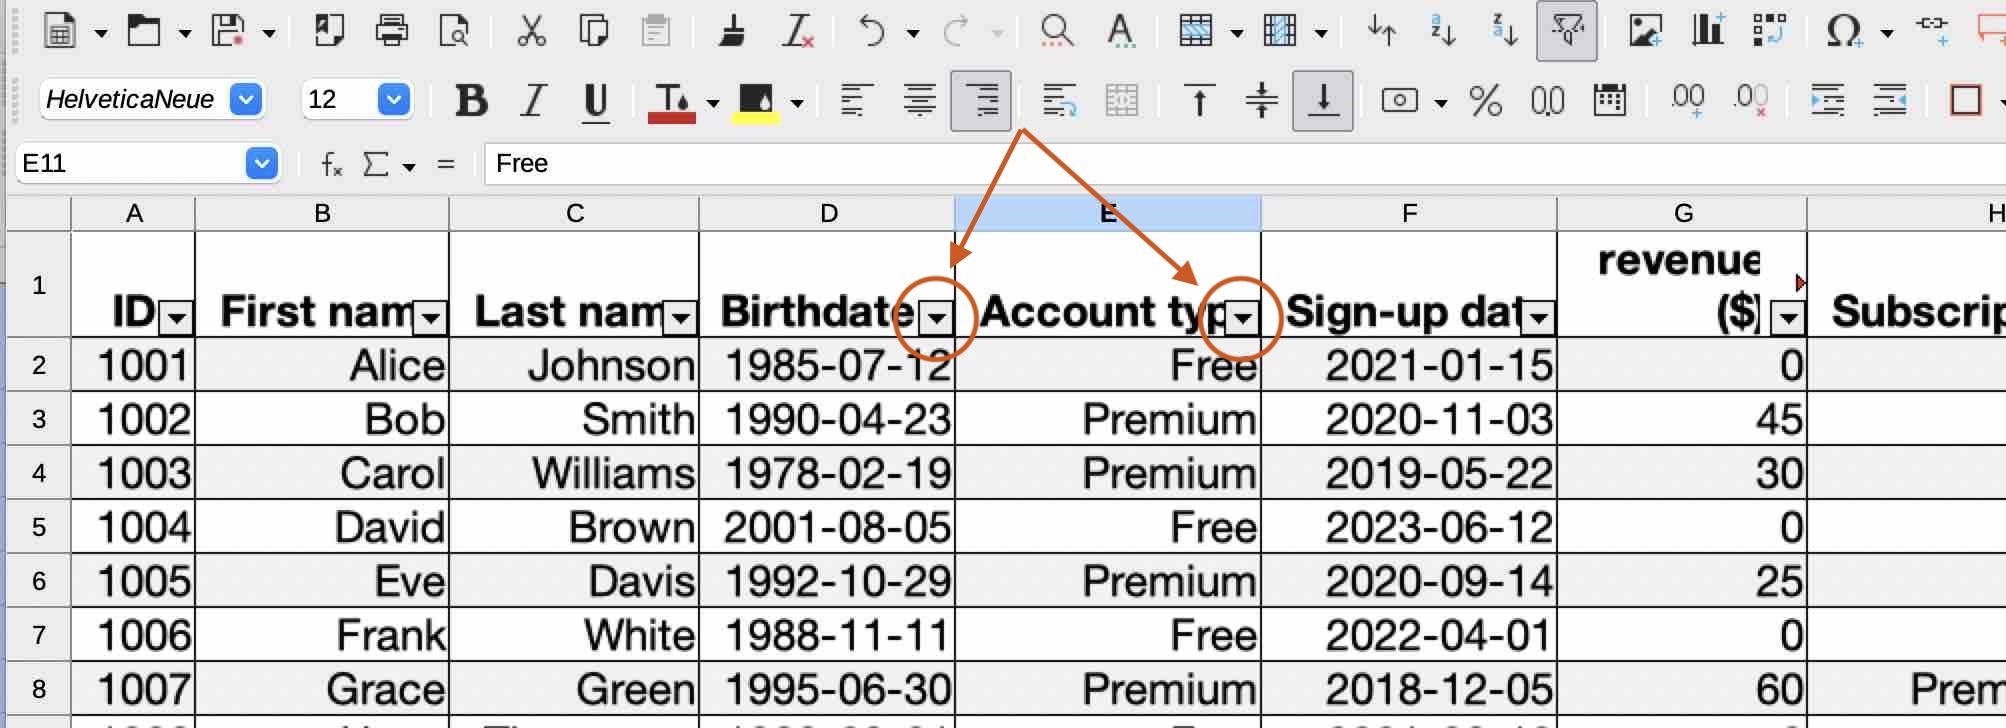 HelveticaNeue 12 B I U T % 0,0 .00 .00
E11 fx Σ = Free
A B C D E F G H
1 ID First nam Last nam Birthdate Account typ Sign-up dat revenue ($) Subscrip
2 1001 Alice Johnson 1985-07-12 Free 2021-01-15 0
3 1002 Bob Smith 1990-04-23 Premium 2020-11-03 45
4 1003 Carol Williams 1978-02-19 Premium 2019-05-22 30
5 1004 David Brown 2001-08-05 Free 2023-06-12 0
6 1005 Eve Davis 1992-10-29 Premium 2020-09-14 25
7 1006 Frank White 1988-11-11 Free 2022-04-01 0
8 1007 Grace Green 1995-06-30 Premium 2018-12-05 60 Prem